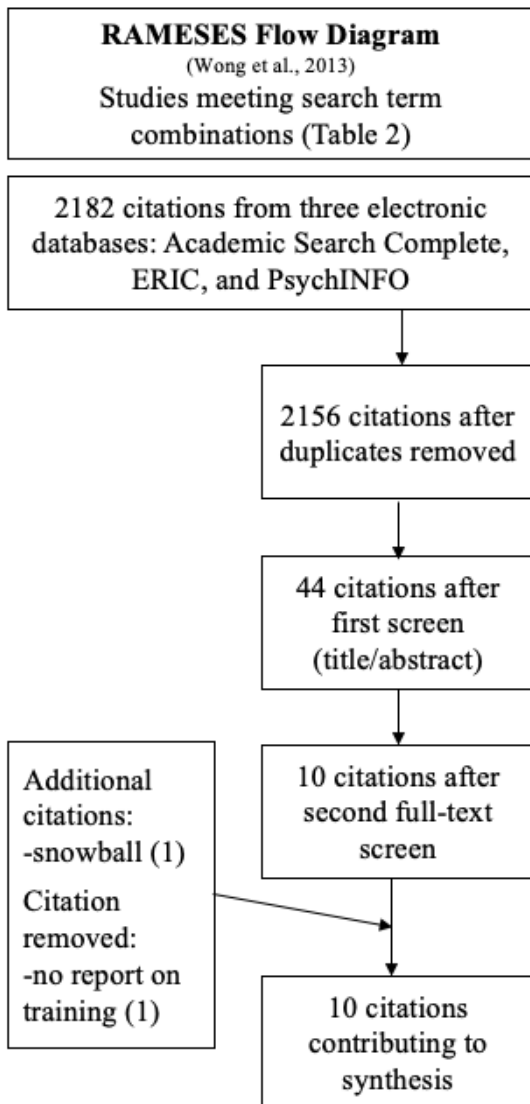 RAMESES Flow Diagram
(Wong et al., 2013)
Studies meeting search term
combinations (Table 2)
2182 citations from three electronic
databases: Academic Search Complete,
ERIC, and PsychINFO
2156 citations after
duplicates removed
44 citations after
first screen
(title/abstract)
10 citations after
second full-text
screen
Additional
citations:
-snowball (1)
Citation
removed:
-no report on
training (1)
10 citations
contributing to
synthesis